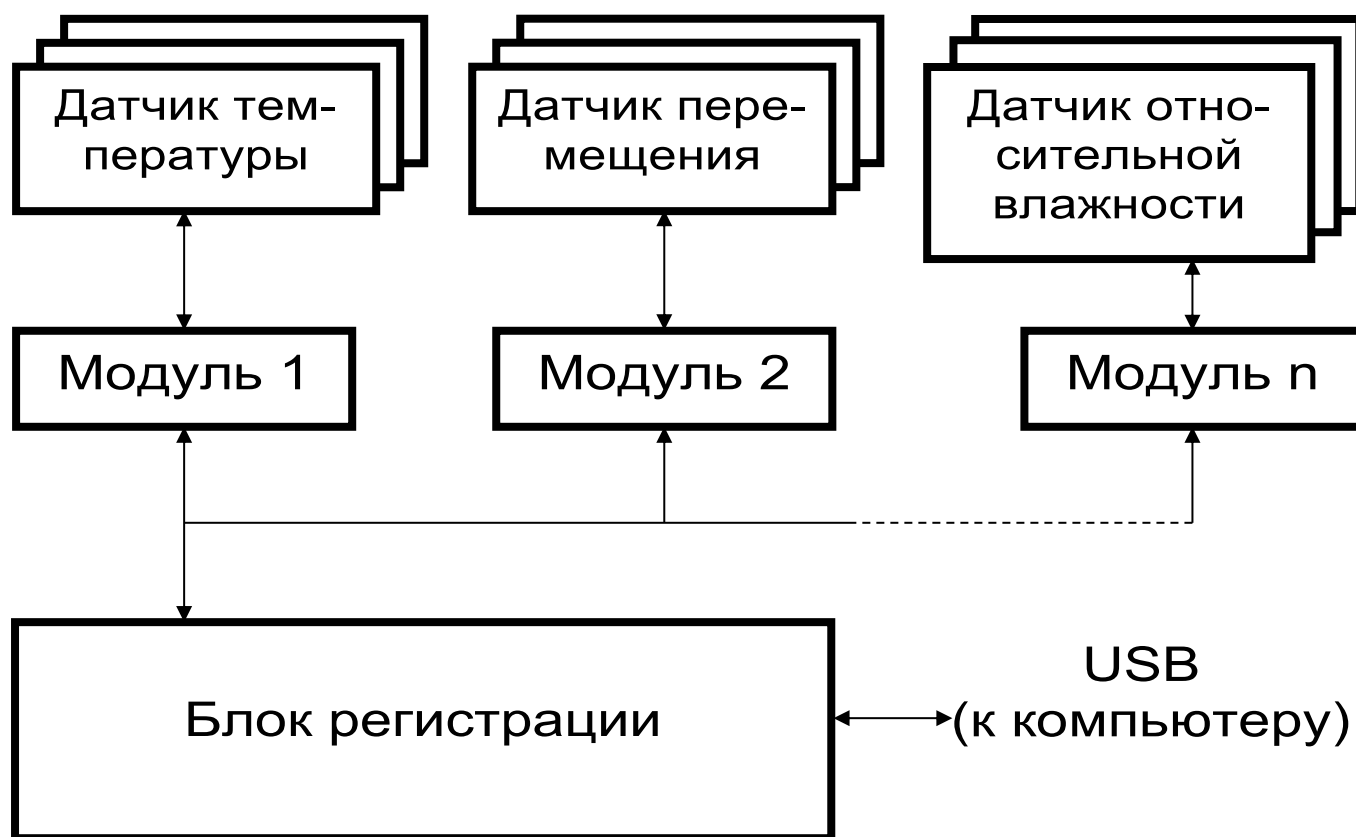 Датчик тем-
пературы
Датчик пере-
мещения
Датчик отно-
сительной
влажности
Модуль 1
Модуль 2
Модуль n
Блок регистрации
USB
(к компьютеру)